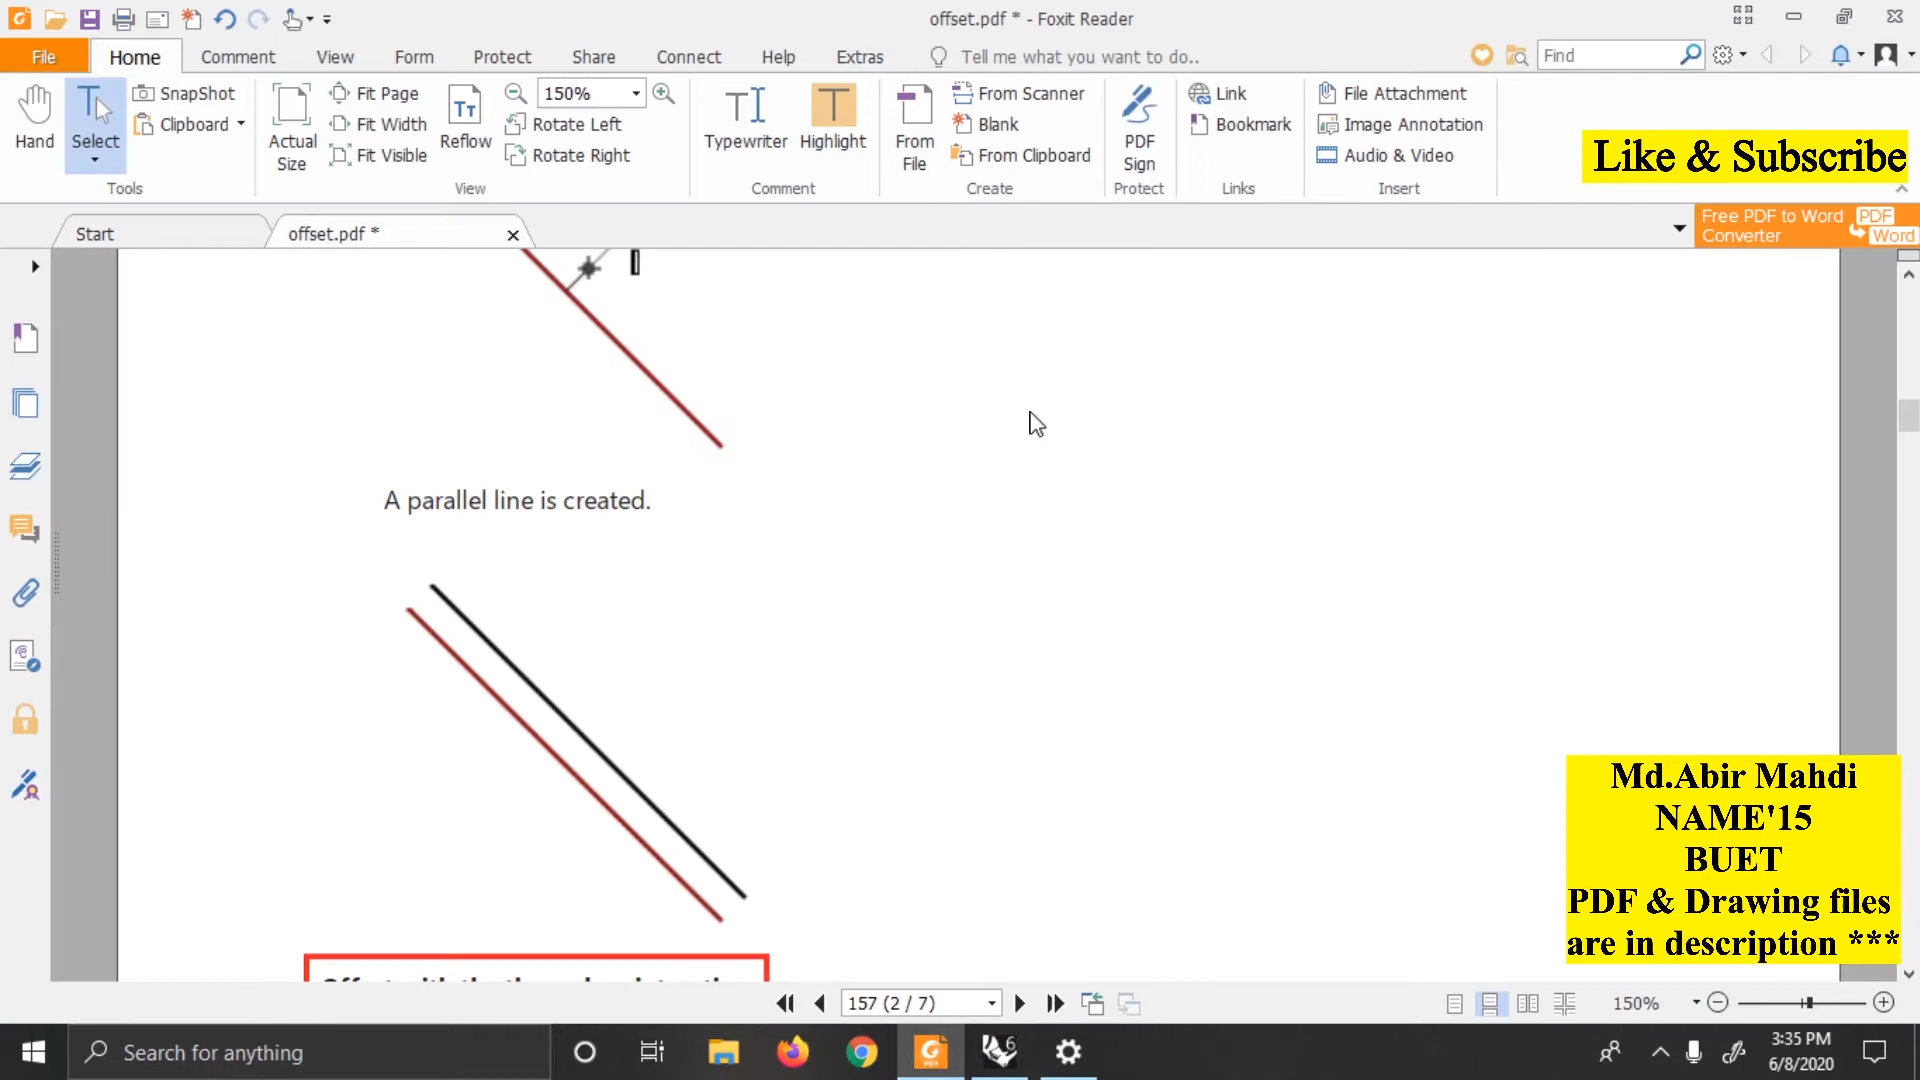 offset.pdf * - Foxit Reader
File Home Comment View Form Protect Share Connect Help Extras Tell me what you want to do.. Find
Hand
Select
SnapShot
Clipboard
Tools
Actual Size
Fit Page
Fit Width
Fit Visible
Reflow
150%
Rotate Left
Rotate Right
View
Typewriter
Highlight
Comment
From File
From Scanner
Blank
From Clipboard
Create
PDF Sign
Protect
Link
Bookmark
Links
File Attachment
Image Annotation
Audio & Video
Insert
Like & Subscribe
Start
offset.pdf *
Free PDF to Word
Converter
PDF
Word
A parallel line is created.
Md.Abir Mahdi
NAME'15
BUET
PDF & Drawing files
are in description ***
157 (2 / 7)
150%
Search for anything
6
3:35 PM
6/8/2020